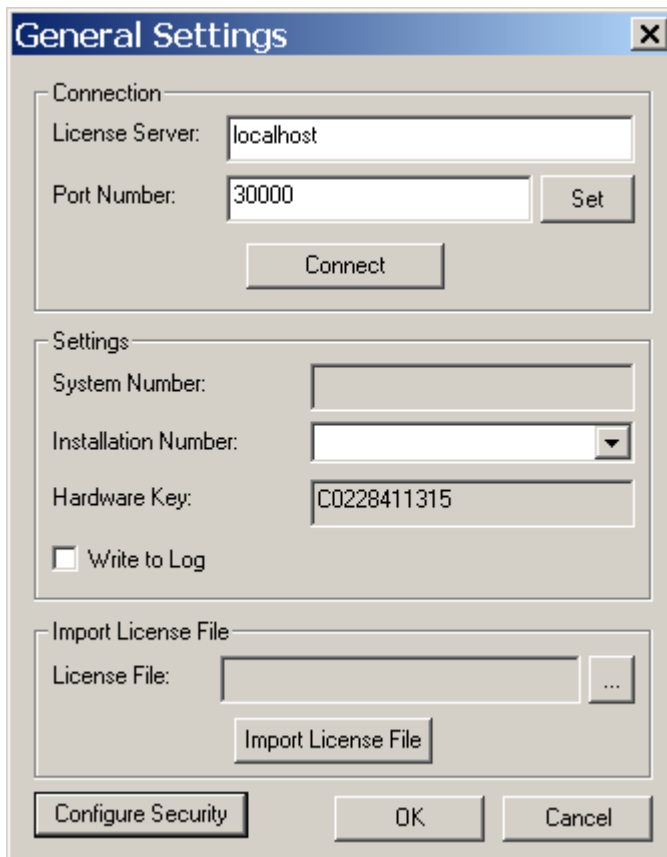 General Settings
Connection
License Server: localhost
Port Number: 30000 Set
Connect
Settings
System Number:
Installation Number:
Hardware Key: C0228411315
Write to Log
Import License File
License File: ...
Import License File
Configure Security OK Cancel